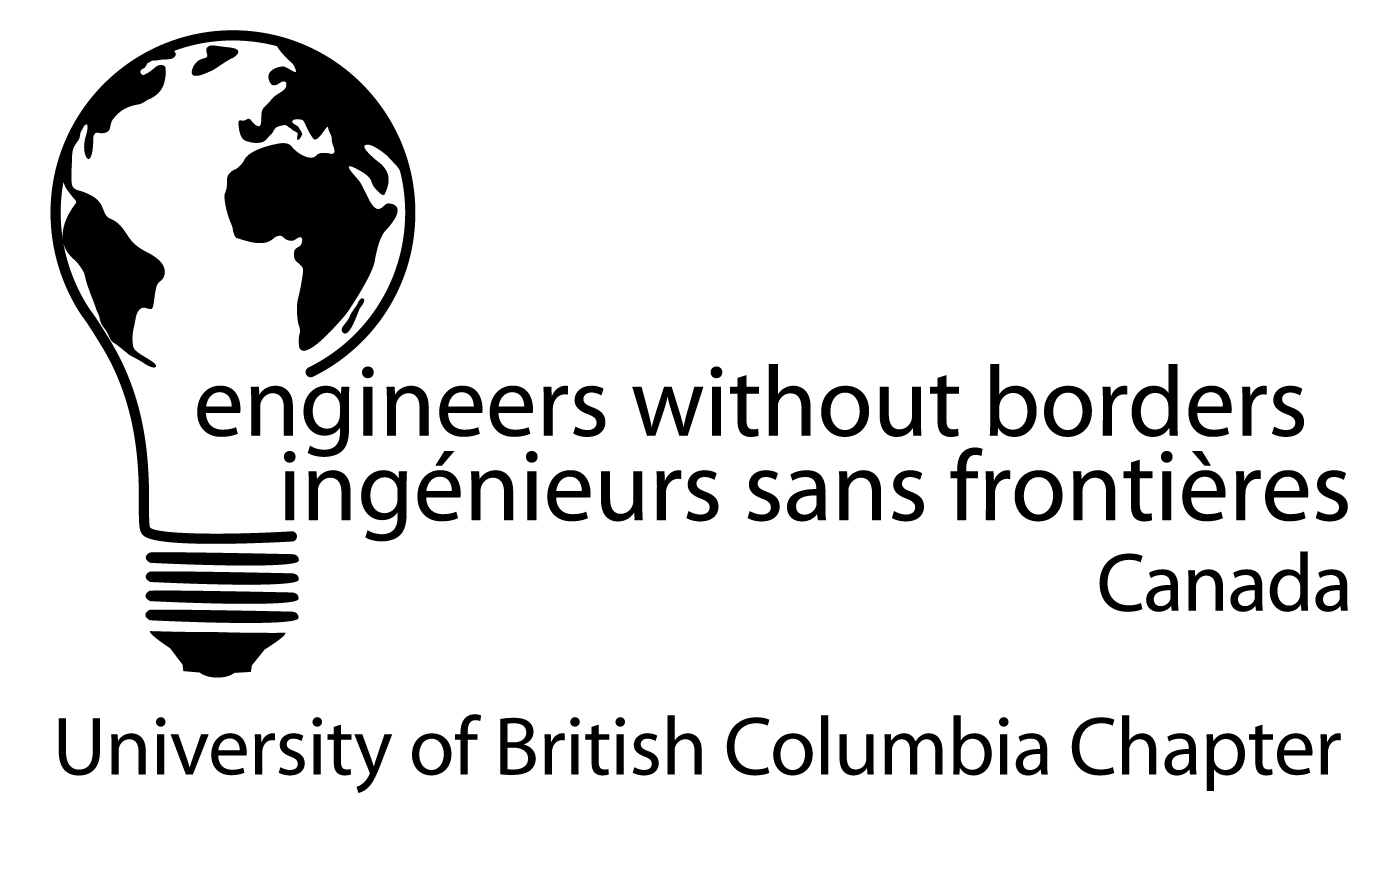 engineers without borders
ingénieurs sans frontières
Canada
University of British Columbia Chapter